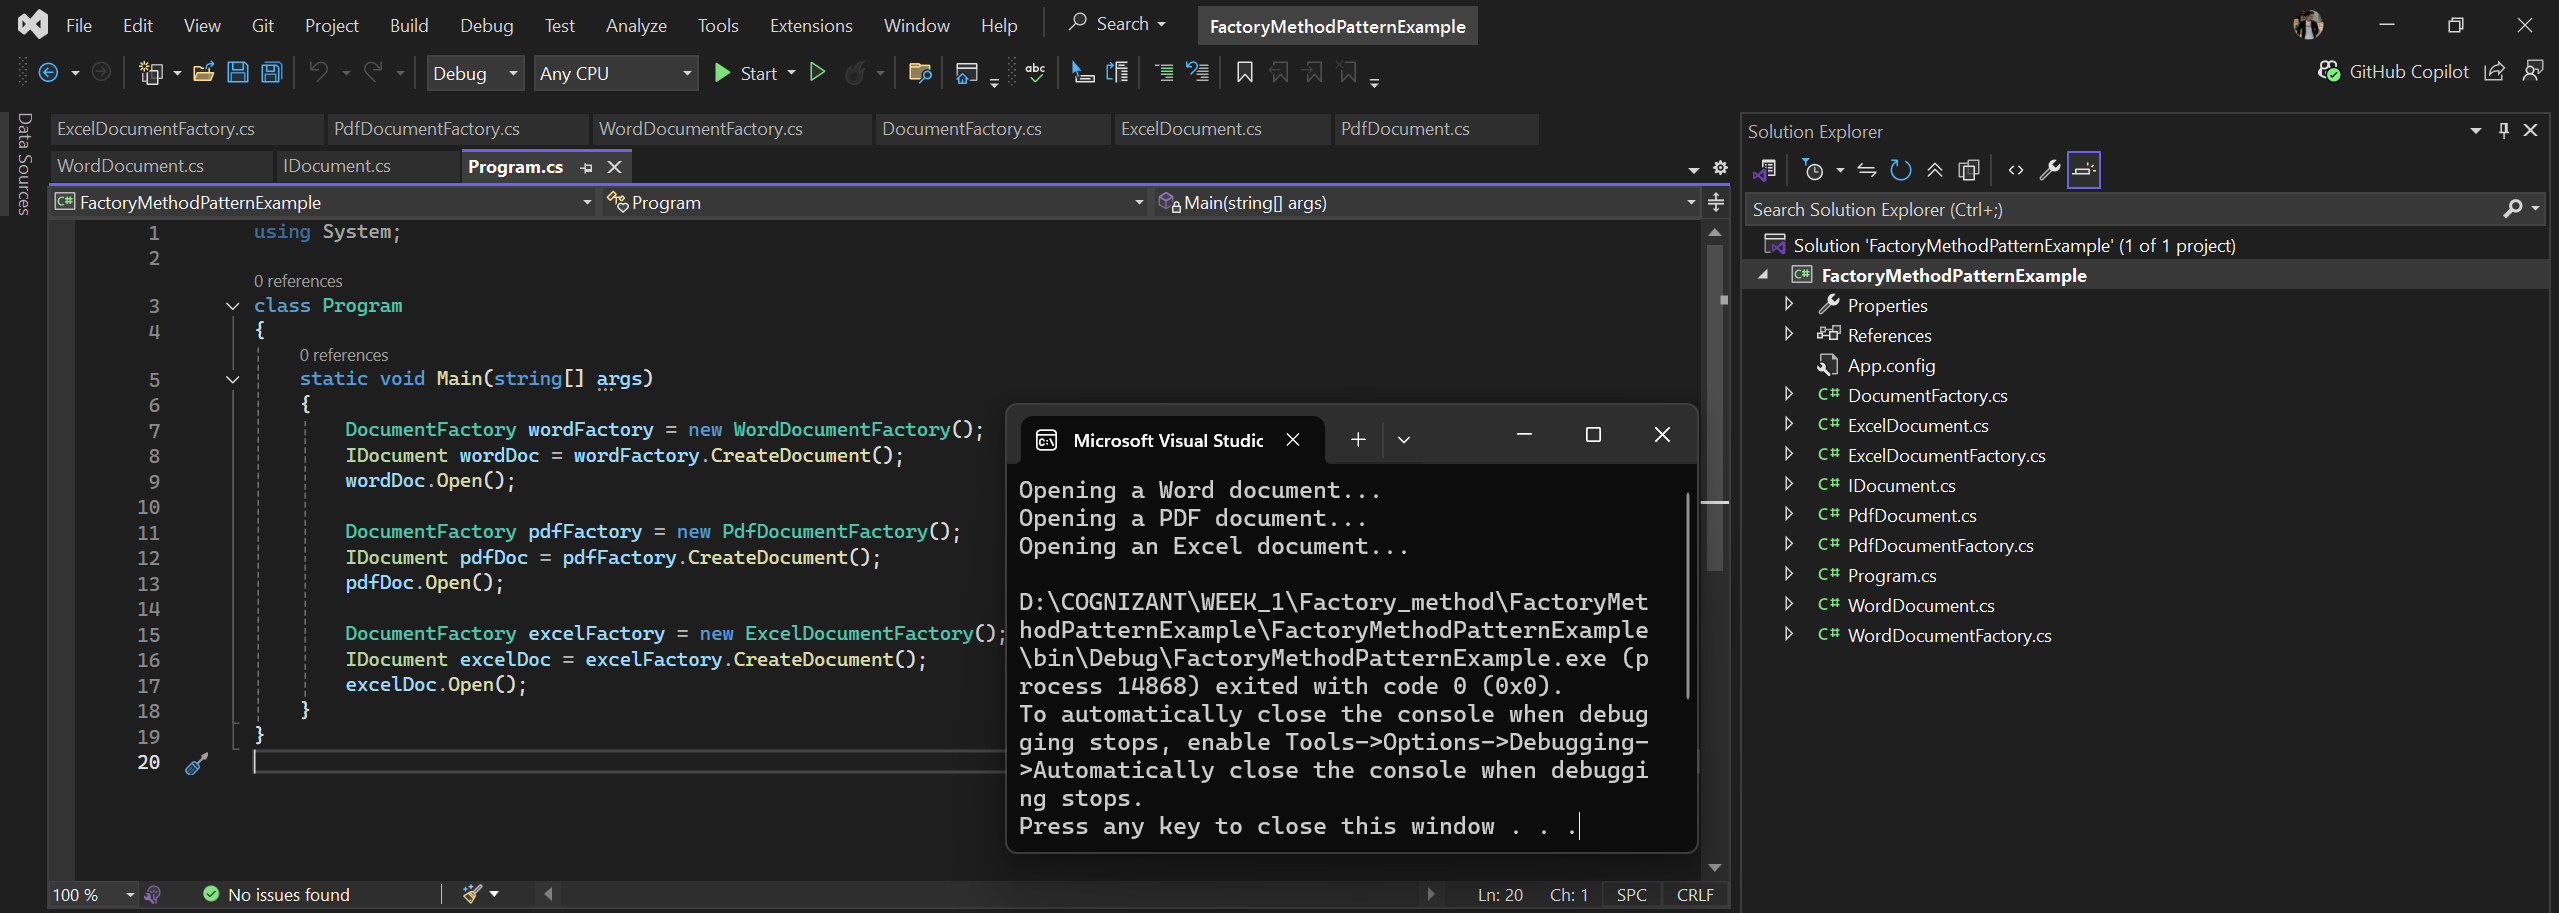 File Edit View Git Project Build Debug Test Analyze Tools Extensions Window Help Search FactoryMethodPatternExample
Debug Any CPU Start abc GitHub Copilot
Data Sources
ExcelDocumentFactory.cs PdfDocumentFactory.cs WordDocumentFactory.cs DocumentFactory.cs ExcelDocument.cs PdfDocument.cs
WordDocument.cs IDocument.cs Program.cs
C# FactoryMethodPatternExample Program Main(string[] args)
1 using System;
2
0 references
3 class Program
4 {
0 references
5 static void Main(string[] args)
6 {
7 DocumentFactory wordFactory = new WordDocumentFactory();
8 IDocument wordDoc = wordFactory.CreateDocument();
9 wordDoc.Open();
10
11 DocumentFactory pdfFactory = new PdfDocumentFactory();
12 IDocument pdfDoc = pdfFactory.CreateDocument();
13 pdfDoc.Open();
14
15 DocumentFactory excelFactory = new ExcelDocumentFactory();
16 IDocument excelDoc = excelFactory.CreateDocument();
17 excelDoc.Open();
18 }
19 }
20
Microsoft Visual Studic
Opening a Word document...
Opening a PDF document...
Opening an Excel document...
D:\COGNIZANT\WEEK_1\Factory_method\FactoryMet
hodPatternExample\FactoryMethodPatternExample
\bin\Debug\FactoryMethodPatternExample.exe (p
rocess 14868) exited with code 0 (0x0).
To automatically close the console when debug
ging stops, enable Tools->Options->Debugging-
>Automatically close the console when debuggi
ng stops.
Press any key to close this window . . .
100 % No issues found Ln: 20 Ch: 1 SPC CRLF
Solution Explorer
Search Solution Explorer (Ctrl+;)
Solution 'FactoryMethodPatternExample' (1 of 1 project)
C# FactoryMethodPatternExample
Properties
References
App.config
C# DocumentFactory.cs
C# ExcelDocument.cs
C# ExcelDocumentFactory.cs
C# IDocument.cs
C# PdfDocument.cs
C# PdfDocumentFactory.cs
C# Program.cs
C# WordDocument.cs
C# WordDocumentFactory.cs